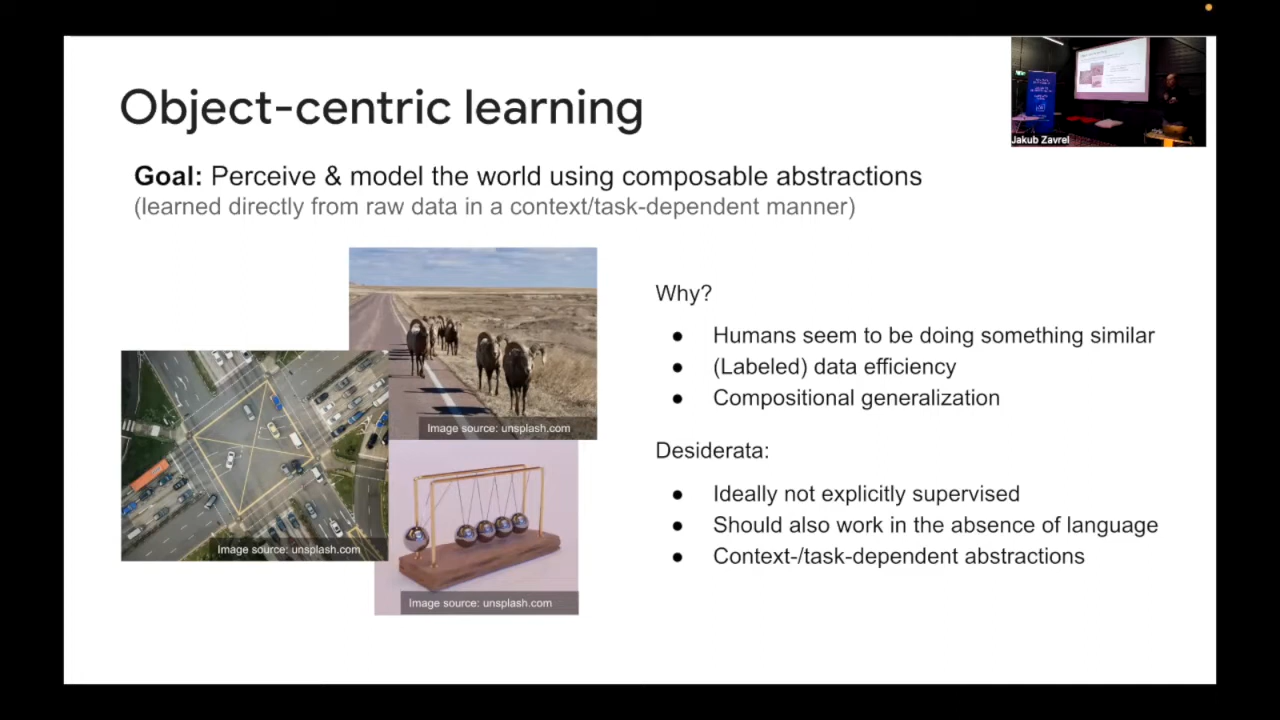 Object-centric learning
Jakub Zavrel
Goal: Perceive & model the world using composable abstractions
(learned directly from raw data in a context/task-dependent manner)
Image source: unsplash.com
Image source: unsplash.com
Image source: unsplash.com
Why?
● Humans seem to be doing something similar
● (Labeled) data efficiency
● Compositional generalization
Desiderata:
● Ideally not explicitly supervised
● Should also work in the absence of language
● Context-/task-dependent abstractions